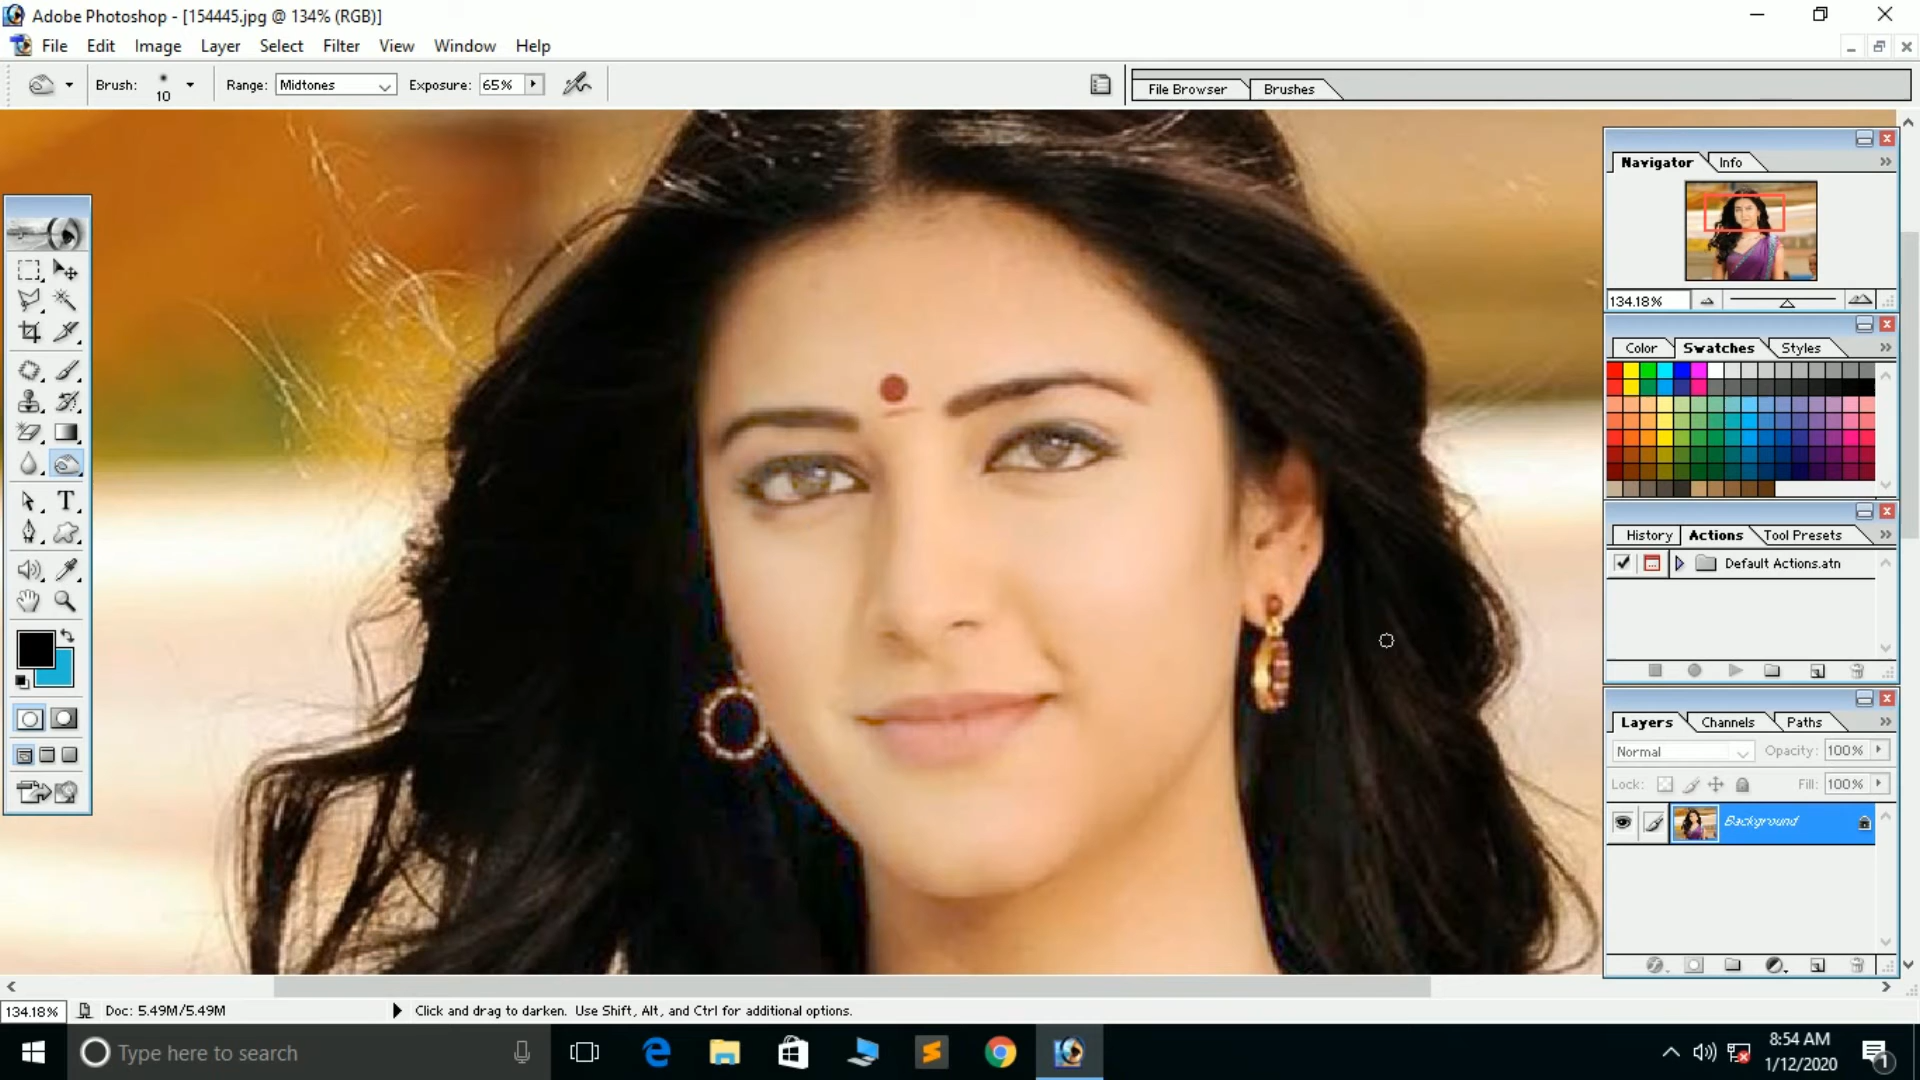 Adobe Photoshop - [154445.jpg @ 134% (RGB)]
File Edit Image Layer Select Filter View Window Help
Brush: 10 Range: Midtones Exposure: 65%
File Browser Brushes
Navigator Info
134.18%
Color Swatches Styles
History Actions Tool Presets
Default Actions.atn
Layers Channels Paths
Normal Opacity: 100%
Lock: Fill: 100%
Background
T
134.18% Doc: 5.49M/5.49M Click and drag to darken. Use Shift, Alt, and Ctrl for additional options.
Type here to search
8:54 AM
1/12/2020
1